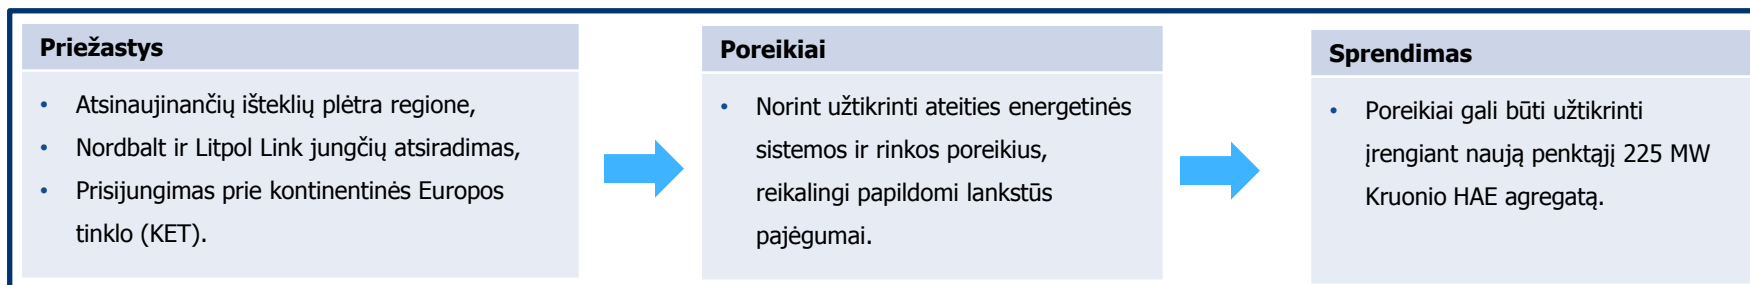 Priežastys
• Atsinaujinančių išteklių plėtra regione,
• Nordbalt ir Litpol Link jungčių atsiradimas,
• Prisijungimas prie kontinentinės Europos
tinklo (KET).
Poreikiai
• Norint užtikrinti ateities energetinės
sistemos ir rinkos poreikius,
reikalingi papildomi lankstūs
pajėgumai.
Sprendimas
• Poreikiai gali būti užtikrinti
įrengiant naują penktąjį 225 MW
Kruonio HAE agregatą.